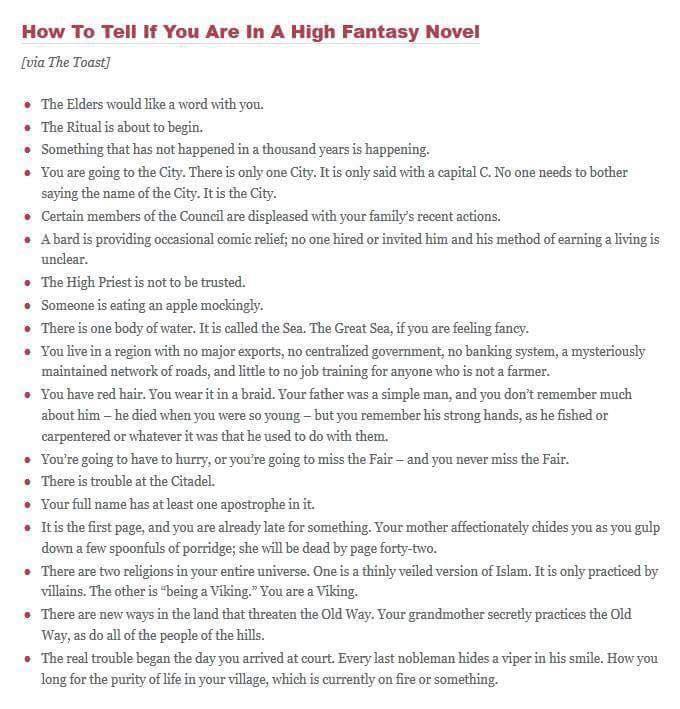 How To Tell If You Are In A High Fantasy Novel
[via The Toast]
• The Elders would like a word with you.
• The Ritual is about to begin.
• Something that has not happened in a thousand years is happening.
• You are going to the City. There is only one City. It is only said with a capital C. No one needs to bother
saying the name of the City. It is the City.
• Certain members of the Council are displeased with your family's recent actions.
• A bard is providing occasional comic relief; no one hired or invited him and his method of earning a living is
unclear.
• The High Priest is not to be trusted.
• Someone is eating an apple mockingly.
• There is one body of water. It is called the Sea. The Great Sea, if you are feeling fancy.
• You live in a region with no major exports, no centralized government, no banking system, a mysteriously
maintained network of roads, and little to no job training for anyone who is not a farmer.
• You have red hair. You wear it in a braid. Your father was a simple man, and you don't remember much
about him – he died when you were so young – but you remember his strong hands, as he fished or
carpentered or whatever it was that he used to do with them.
• You're going to have to hurry, or you're going to miss the Fair – and you never miss the Fair.
• There is trouble at the Citadel.
• Your full name has at least one apostrophe in it.
• It is the first page, and you are already late for something. Your mother affectionately chides you as you gulp
down a few spoonfuls of porridge; she will be dead by page forty-two.
• There are two religions in your entire universe. One is a thinly veiled version of Islam. It is only practiced by
villains. The other is “being a Viking.” You are a Viking.
• There are new ways in the land that threaten the Old Way. Your grandmother secretly practices the Old
Way, as do all of the people of the hills.
• The real trouble began the day you arrived at court. Every last nobleman hides a viper in his smile. How you
long for the purity of life in your village, which is currently on fire or something.